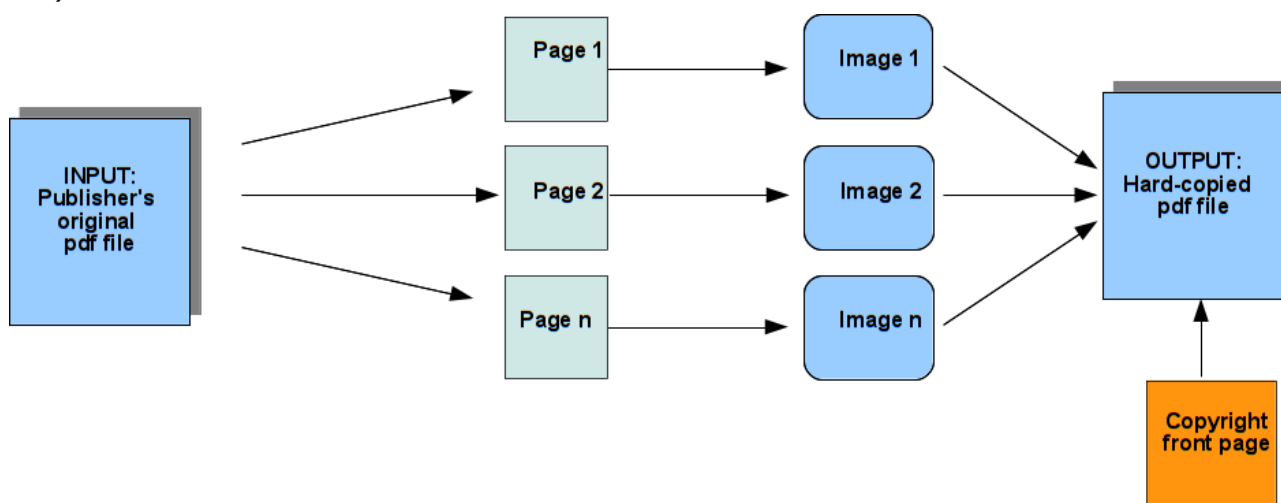 Page 1
Image 1
INPUT:
Publisher's
original
pdf file
Page 2
Image 2
OUTPUT:
Hard-copied
pdf file
Page n
Image n
Copyright
front page